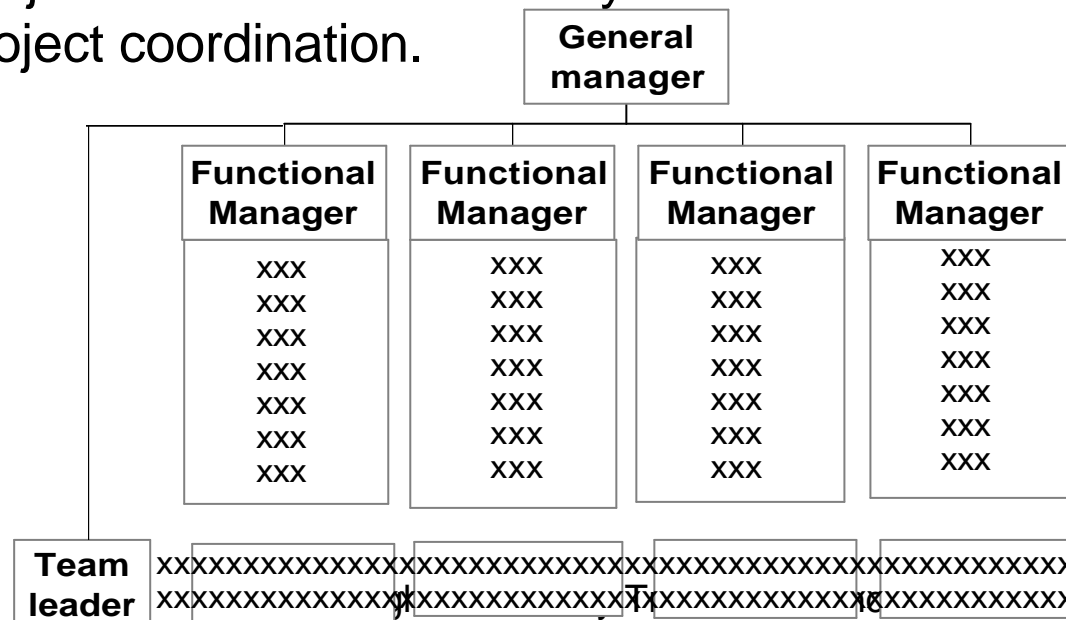 oject coordination.
General
manager
Functional Manager Functional Manager Functional Manager Functional Manager
xxx xxx xxx xxx
xxx xxx xxx xxx
xxx xxx xxx xxx
xxx xxx xxx xxx
xxx xxx xxx xxx
xxx xxx xxx xxx
xxx xxx xxx xxx
Team
leader